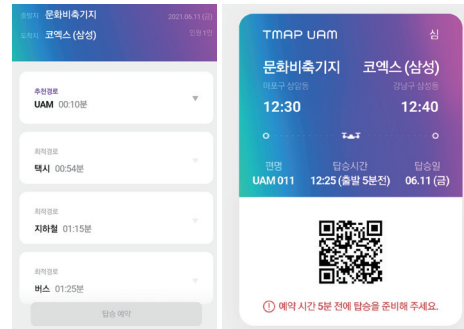 출발지 문화비축기지 2021.06.11 (금)
도착지 코엑스 (삼성) 인원 1인
추천경로
UAM 00:10분
최적경로
택시 00:54분
최적경로
지하철 01:15분
최적경로
버스 01:25분
탑승 예약
TMAP UAM 심
문화비축기지 코엑스 (삼성)
마포구 상암동 강남구 삼성동
12:30 12:40
편명 탑승시간 탑승일
UAM 011 12:25 (출발 5분전) 06.11 (금)
예약 시간 5분 전에 탑승을 준비해 주세요.